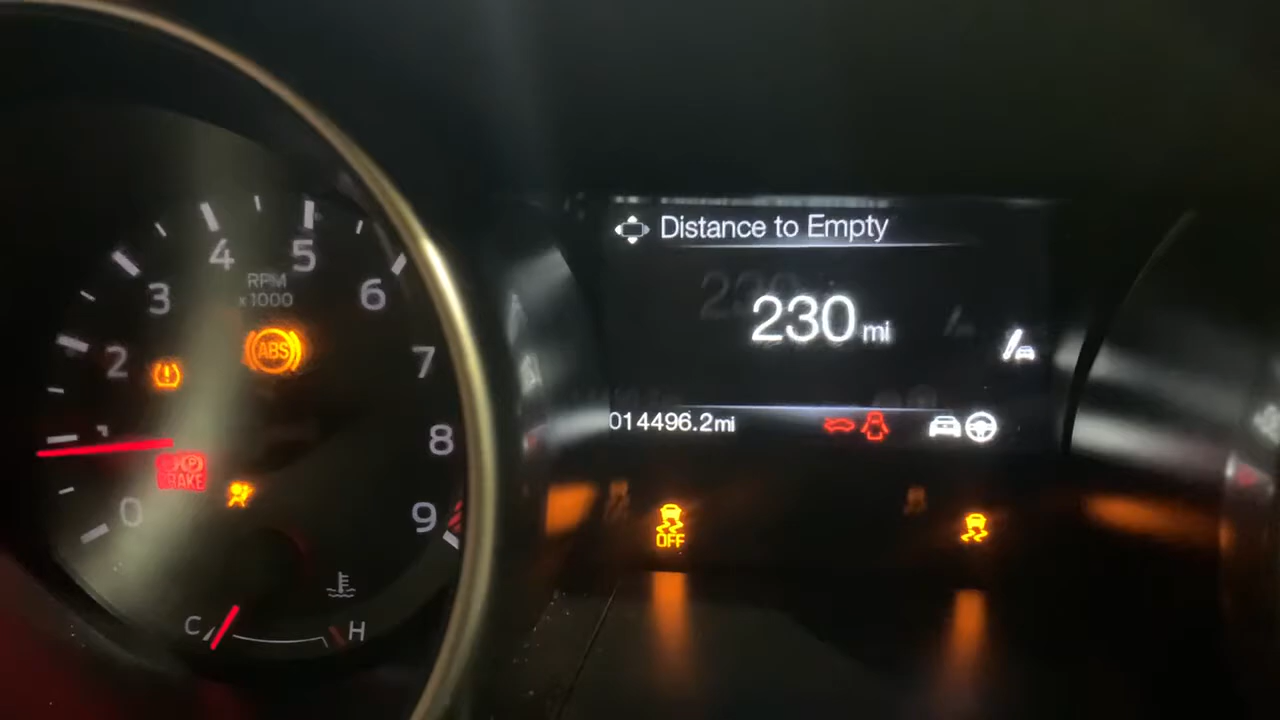 Distance to Empty
230 mi
014496.2mi
OFF
4
5
RPM
x1000
3
6
ABS
2
7
1
8
(P)
BRAKE
0
9
C
H